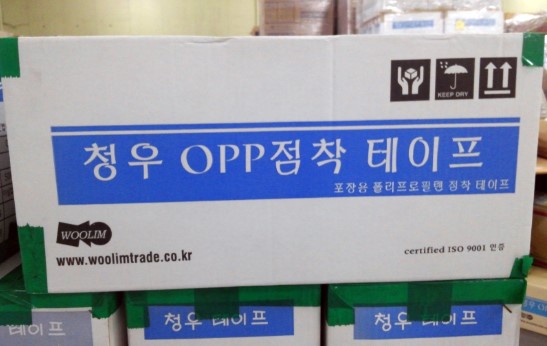 KEEP DRY
청우 OPP점착 테이프
포장용 폴리프로필렌 점착 테이프
WOOLIM
www.woolimtrade.co.kr
certified ISO 9001 인증
테이프
청우 테이프
청우 테이프